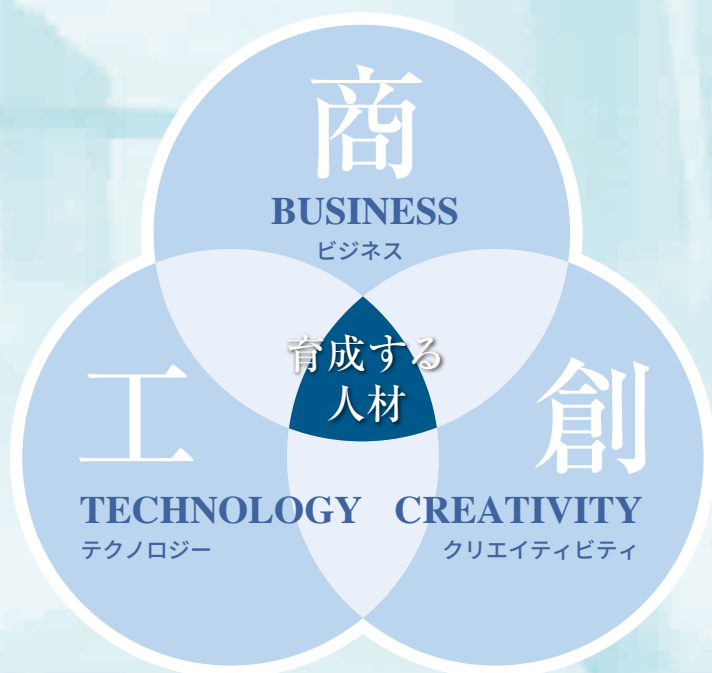 商
BUSINESS
ビジネス
育成する
人材
工
TECHNOLOGY
テクノロジー
創
CREATIVITY
クリエイティビティ